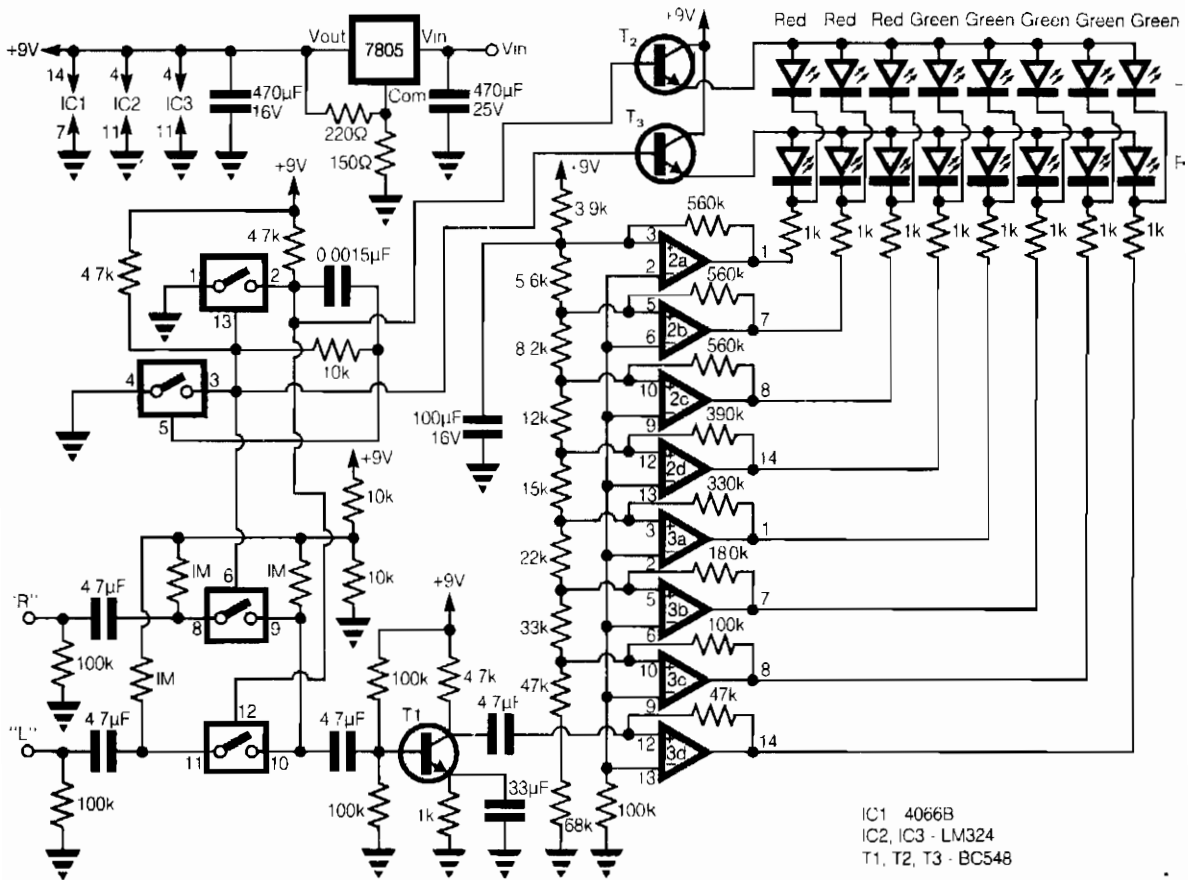 Red Red Red Green Green Green Green Green
+9V
T2
+9V Vout 7805 Vin Vin
14 4 4
IC1 IC2 IC3
7 11 11
470µF
16V
Com
470µF
25V
220Ω
150Ω
T3
+9V
4.7k
4.7k
0.0015µF
1 2
13
10k
4 3
5
+9V
3.9k
5.6k
8.2k
12k
15k
22k
33k
47k
68k
100µF
16V
560k
3 + 2a 1
2 -
560k
5 + 2b 7
6 -
560k
10 + 2c 8
9 -
390k
12 + 2d 14
13 -
330k
3 + 3a 1
2 -
180k
5 + 3b 7
6 -
100k
10 + 3c 8
9 -
47k
12 + 3d 14
13 -
100k
1k 1k 1k 1k 1k 1k 1k 1k
+9V
10k
10k
1M 1M
6
"R" 4.7µF 8 9
100k
1M
12
"L" 4.7µF 11 10 4.7µF
100k
100k
100k
+9V
4.7k
T1
4.7µF
33µF
1k
IC1 4066B
IC2, IC3 - LM324
T1, T2, T3 - BC548